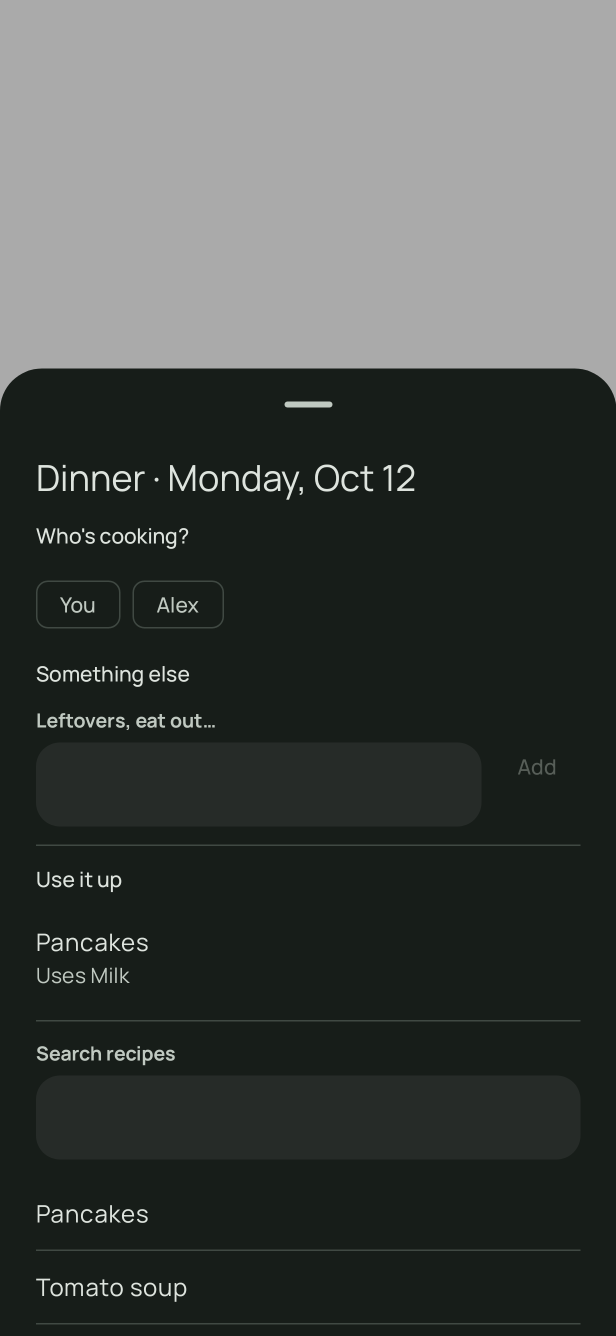 Dinner · Monday, Oct 12
Who's cooking?
You
Alex
Something else
Leftovers, eat out…
Add
Use it up
Pancakes
Uses Milk
Search recipes
Pancakes
Tomato soup